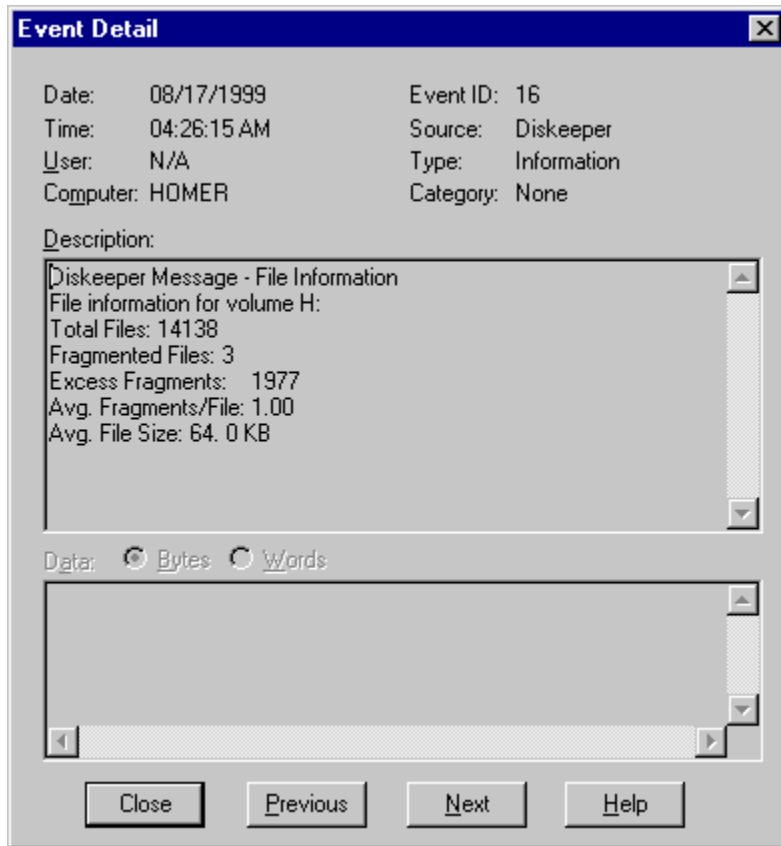 Event Detail
Date: 08/17/1999 Event ID: 16
Time: 04:26:15 AM Source: Diskeeper
User: N/A Type: Information
Computer: HOMER Category: None
Description:
Diskeeper Message - File Information
File information for volume H:
Total Files: 14138
Fragmented Files: 3
Excess Fragments: 1977
Avg. Fragments/File: 1.00
Avg. File Size: 64. 0 KB
Data: Bytes Words
Close Previous Next Help